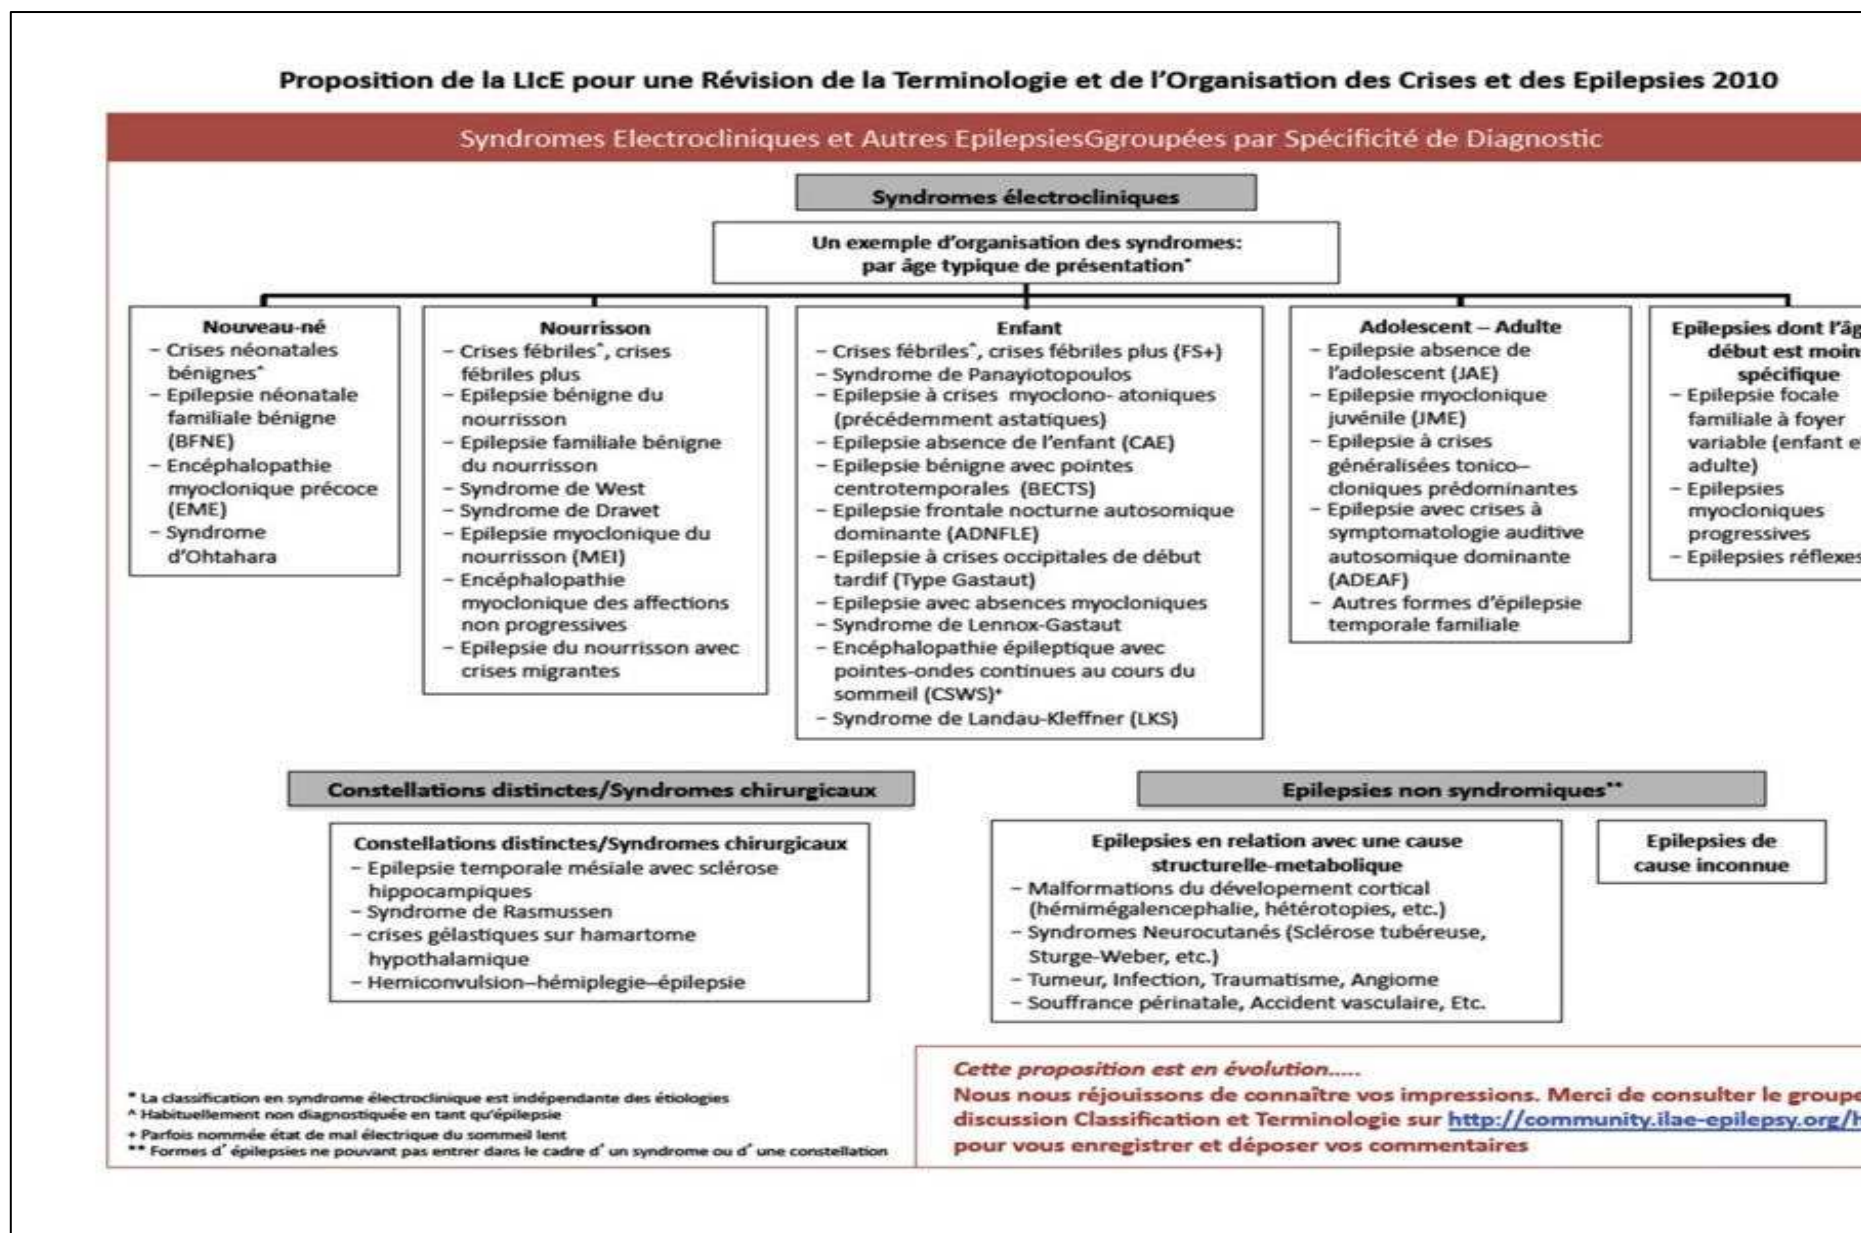 Proposition de la LIcE pour une Révision de la Terminologie et de l'Organisation des Crises et des Epilepsies 2010
Syndromes Electrocliniques et Autres EpilepsiesGgroupées par Spécificité de Diagnostic
Syndromes électrocliniques
Un exemple d'organisation des syndromes:
par âge typique de présentation*
Nouveau-né
– Crises néonatales
bénignes^
– Epilepsie néonatale
familiale bénigne
(BFNE)
– Encéphalopathie
myoclonique précoce
(EME)
– Syndrome
d'Ohtahara
Nourrisson
– Crises fébriles^, crises
fébriles plus
– Epilepsie bénigne du
nourrisson
– Epilepsie familiale bénigne
du nourrisson
– Syndrome de West
– Syndrome de Dravet
– Epilepsie myoclonique du
nourrisson (MEI)
– Encéphalopathie
myoclonique des affections
non progressives
– Epilepsie du nourrisson avec
crises migrantes
Enfant
– Crises fébriles^, crises fébriles plus (FS+)
– Syndrome de Panayiotopoulos
– Epilepsie à crises myoclono- atoniques
(précédemment astatiques)
– Epilepsie absence de l'enfant (CAE)
– Epilepsie bénigne avec pointes
centrotemporales (BECTS)
– Epilepsie frontale nocturne autosomique
dominante (ADNFLE)
– Epilepsie à crises occipitales de début
tardif (Type Gastaut)
– Epilepsie avec absences myocloniques
– Syndrome de Lennox-Gastaut
– Encéphalopathie épileptique avec
pointes-ondes continues au cours du
sommeil (CSWS)+
– Syndrome de Landau-Kleffner (LKS)
Adolescent – Adulte
– Epilepsie absence de
l'adolescent (JAE)
– Epilepsie myoclonique
juvénile (JME)
– Epilepsie à crises
généralisées tonico–
cloniques prédominantes
– Epilepsie avec crises à
symptomatologie auditive
autosomique dominante
(ADEAF)
– Autres formes d'épilepsie
temporale familiale
Epilepsies dont l'âg
début est moin
spécifique
– Epilepsie focale
familiale à foyer
variable (enfant e
adulte)
– Epilepsies
myocloniques
progressives
– Epilepsies réflexes
Constellations distinctes/Syndromes chirurgicaux
Constellations distinctes/Syndromes chirurgicaux
– Epilepsie temporale mésiale avec sclérose
hippocampiques
– Syndrome de Rasmussen
– crises gélastiques sur hamartome
hypothalamique
– Hemiconvulsion–hémiplegie–épilepsie
Epilepsies non syndromiques**
Epilepsies en relation avec une cause
structurelle-metabolique
– Malformations du dévelopement cortical
(hémimégalencephalie, hétérotopies, etc.)
– Syndromes Neurocutanés (Sclérose tubéreuse,
Sturge-Weber, etc.)
– Tumeur, Infection, Traumatisme, Angiome
– Souffrance périnatale, Accident vasculaire, Etc.
Epilepsies de
cause inconnue
* La classification en syndrome électroclinique est indépendante des étiologies
^ Habituellement non diagnostiquée en tant qu'épilepsie
+ Parfois nommée état de mal électrique du sommeil lent
** Formes d' épilepsies ne pouvant pas entrer dans le cadre d' un syndrome ou d' une constellation
Cette proposition est en évolution.....
Nous nous réjouissons de connaître vos impressions. Merci de consulter le groupe
discussion Classification et Terminologie sur http://community.ilae-epilepsy.org/h
pour vous enregistrer et déposer vos commentaires